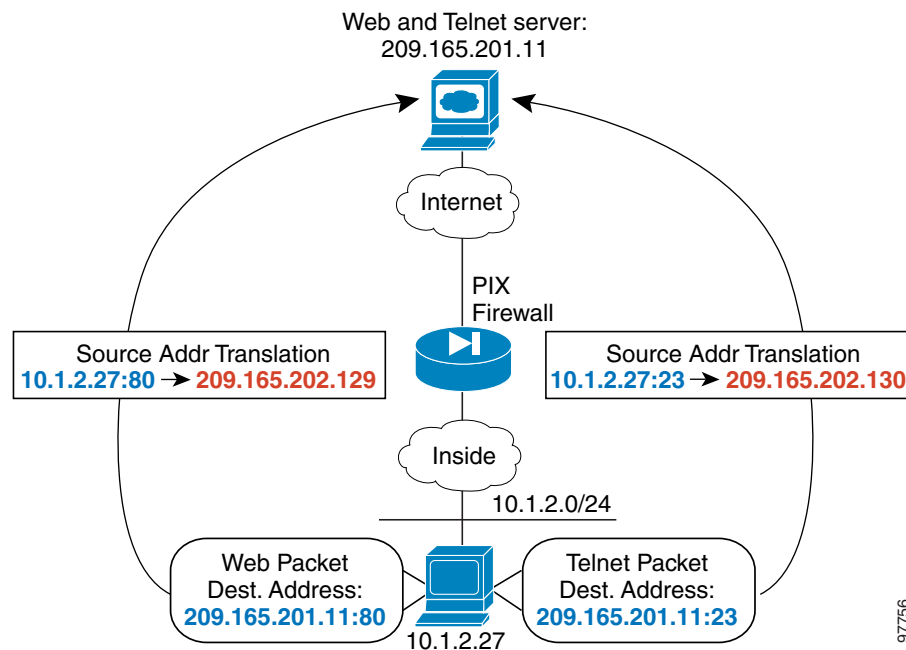 Web and Telnet server:
209.165.201.11
Internet
PIX
Firewall
Source Addr Translation
10.1.2.27:80 → 209.165.202.129
Source Addr Translation
10.1.2.27:23 → 209.165.202.130
Inside
10.1.2.0/24
Web Packet
Dest. Address:
209.165.201.11:80
Telnet Packet
Dest. Address:
209.165.201.11:23
10.1.2.27
97756